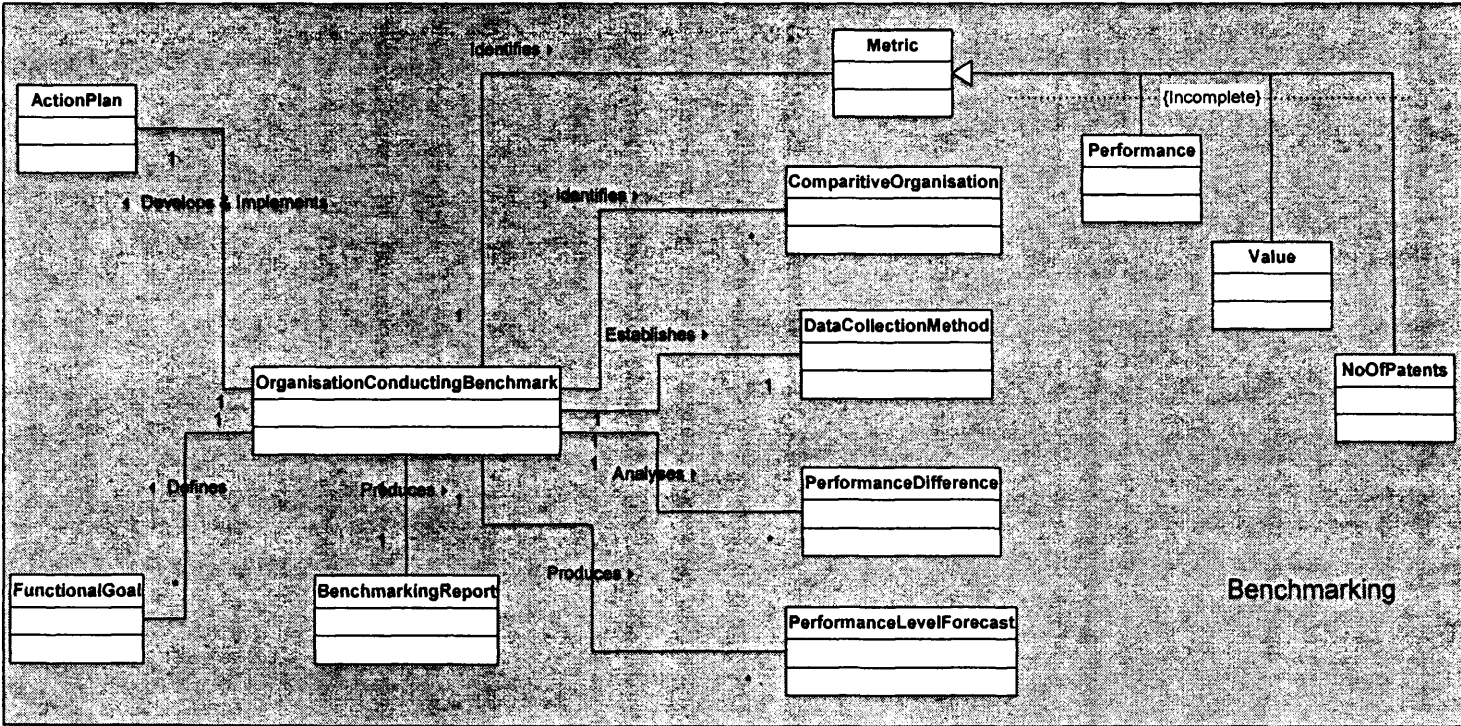 Identifies ▸
Metric
ActionPlan
{Incomplete}
1
Performance
ComparitiveOrganisation
◂ Develops & Implements
Identifies ▸
*
Value
1
DataCollectionMethod
Establishes ▸
OrganisationConductingBenchmark
1
NoOfPatents
1
1
1
1
Analyses ▸
PerformanceDifference
◂ Defines
Produces ▸
1
1
*
Produces ▸
FunctionalGoal
*
BenchmarkingReport
Benchmarking
PerformanceLevelForecast
*